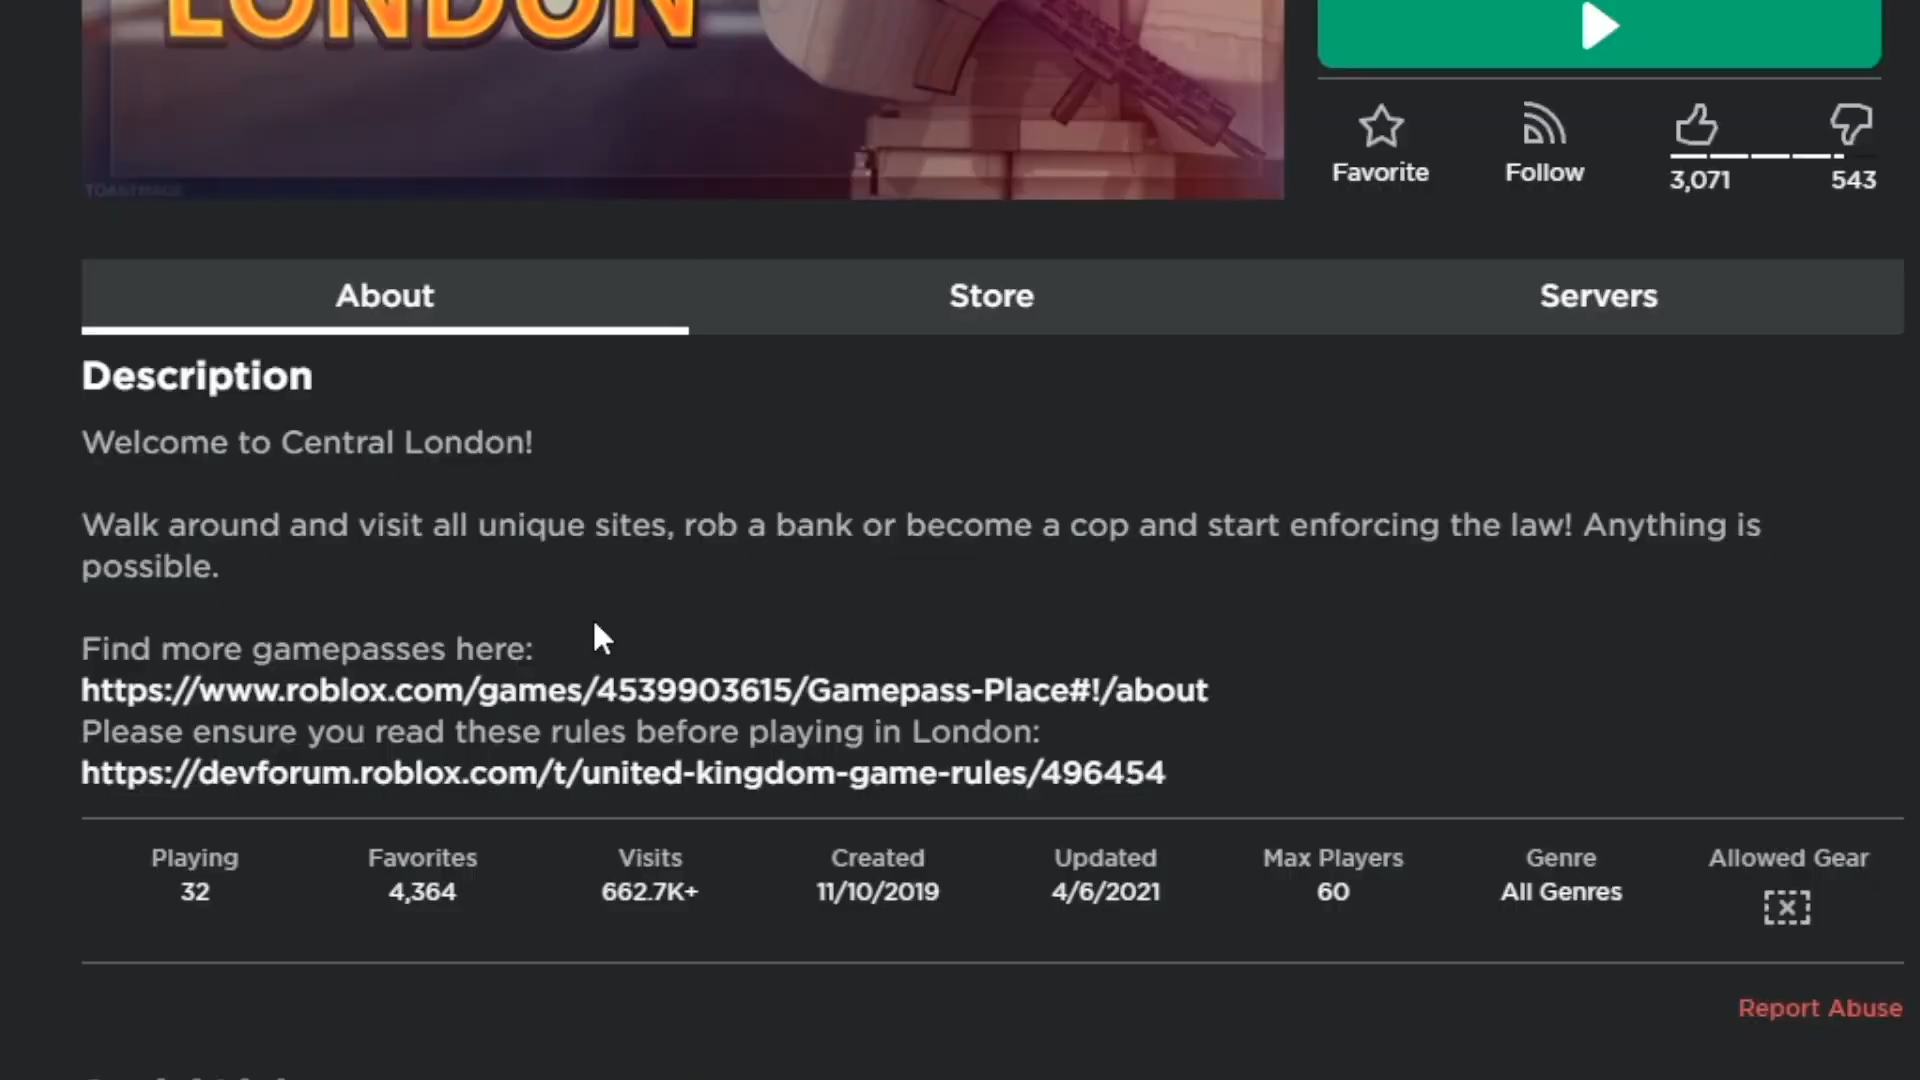 LONDON
Favorite
Follow
3,071
543
About
Store
Servers
Description
Welcome to Central London!
Walk around and visit all unique sites, rob a bank or become a cop and start enforcing the law! Anything is
possible.
Find more gamepasses here:
https://www.roblox.com/games/4539903615/Gamepass-Place#!/about
Please ensure you read these rules before playing in London:
https://devforum.roblox.com/t/united-kingdom-game-rules/496454
Playing
Favorites
Visits
Created
Updated
Max Players
Genre
Allowed Gear
32
4,364
662.7K+
11/10/2019
4/6/2021
60
All Genres
Report Abuse